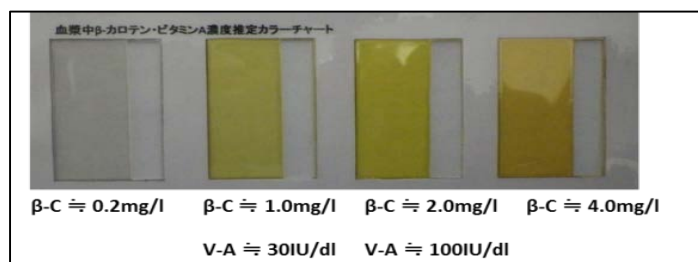 血漿中β-カロテン・ビタミンA濃度推定カラーチャート
β-C ≒ 0.2mg/l β-C ≒ 1.0mg/l β-C ≒ 2.0mg/l β-C ≒ 4.0mg/l
V-A ≒ 30IU/dl V-A ≒ 100IU/dl